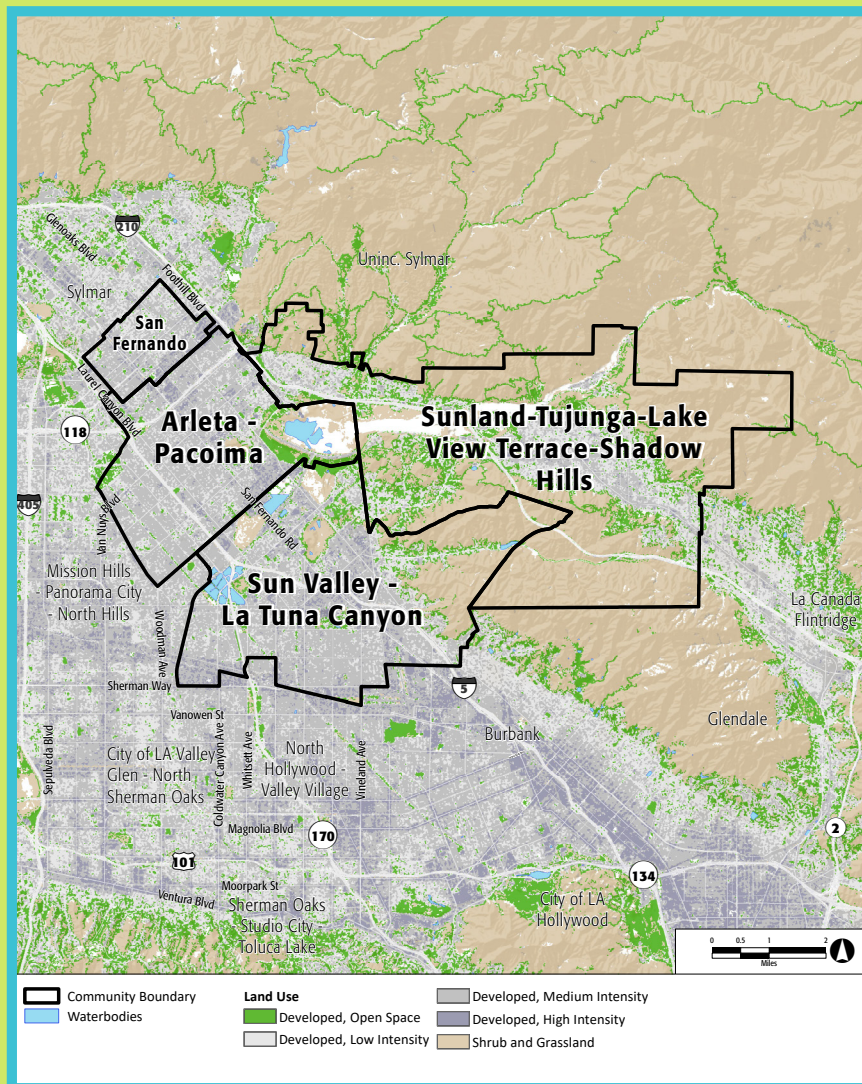 210
Glenoaks Blvd
Foothill Blvd
Uninc. Sylmar
Sylmar
San
Fernando
Laurel Canyon Blvd
118
Arleta -
Pacoima
Sunland-Tujunga-Lake
View Terrace-Shadow
Hills
405
Van Nuys Blvd
San Fernando Rd
Mission Hills
- Panorama City
- North Hills
Sun Valley -
La Tuna Canyon
La Canada
Flintridge
Woodman Ave
Sherman Way
5
Vanowen St
Glendale
Burbank
Sepulveda Blvd
City of LA Valley
Glen - North
Sherman Oaks
Coldwater Canyon Ave
Whitsett Ave
North
Hollywood -
Valley Village
Vineland Ave
Magnolia Blvd
170
2
101
134
Moorpark St
Ventura Blvd
Sherman Oaks
Studio City
Toluca Lake
City of LA
Hollywood
0 0.5 1 2
Miles
Community Boundary
Waterbodies
Land Use
Developed, Open Space
Developed, Low Intensity
Developed, Medium Intensity
Developed, High Intensity
Shrub and Grassland